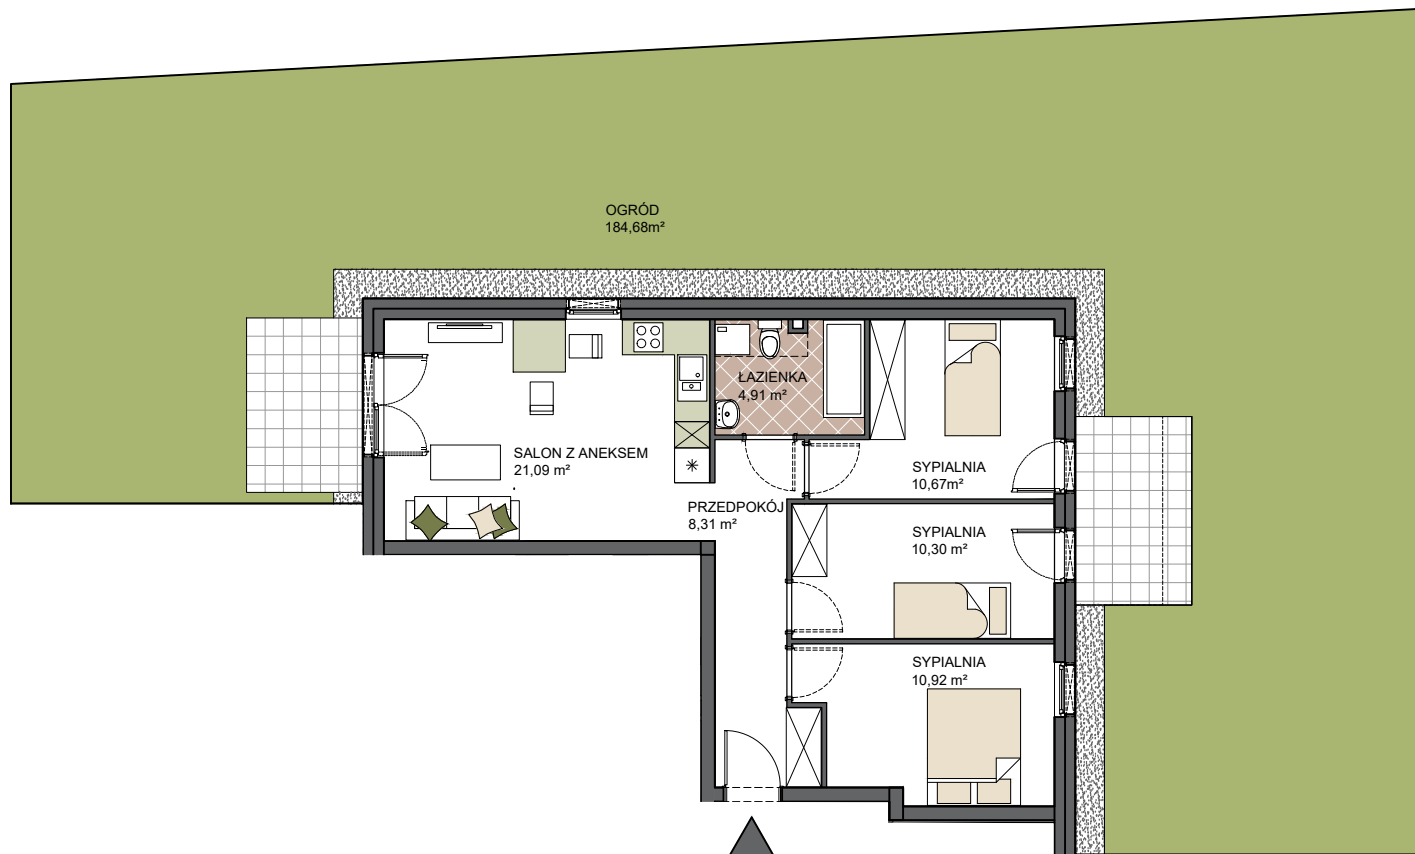 OGRÓD
184,68m²
ŁAZIENKA
4,91 m²
SALON Z ANEKSEM
21,09 m²
SYPIALNIA
10,67m²
PRZEDPOKÓJ
8,31 m²
SYPIALNIA
10,30 m²
SYPIALNIA
10,92 m²